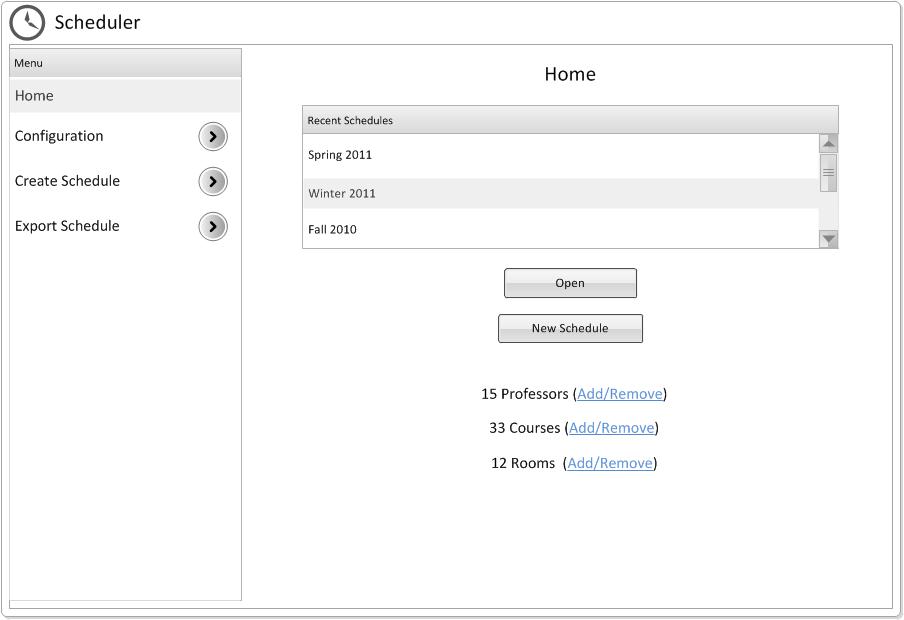 Scheduler
Menu
Home
Configuration
Create Schedule
Export Schedule
Home
Recent Schedules
Spring 2011
Winter 2011
Fall 2010
Open
New Schedule
15 Professors (Add/Remove)
33 Courses (Add/Remove)
12 Rooms (Add/Remove)